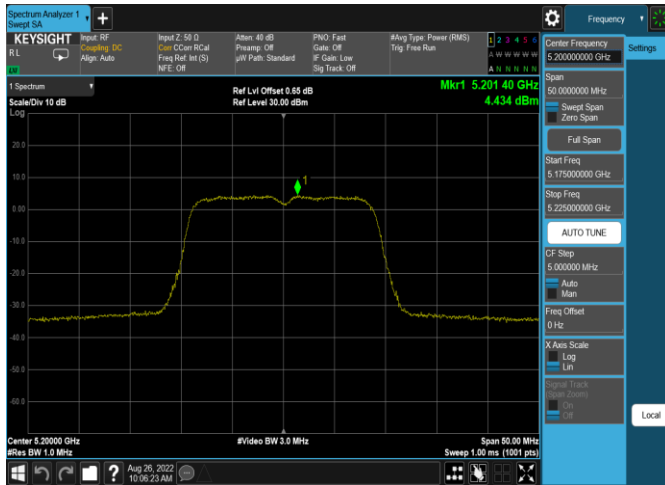 Spectrum Analyzer 1
Swept SA
Frequency
KEYSIGHT
RL
Input: RF
Coupling: DC
Align: Auto
Input Z: 50 Ω
Corr CCorr RCal
Freq Ref: Int (S)
NFE: Off
Atten: 40 dB
Preamp: Off
µW Path: Standard
PNO: Fast
Gate: Off
IF Gain: Low
Sig Track: Off
#Avg Type: Power (RMS)
Trig: Free Run
1 2 3 4 5 6
A W W W W W
A N N N N N
1 Spectrum
Scale/Div 10 dB
Log
Ref Lvl Offset 0.65 dB
Ref Level 30.00 dBm
Mkr1 5.201 40 GHz
4.434 dBm
1
20.0
10.0
0.00
-10.0
-20.0
-30.0
-40.0
-50.0
-60.0
Center 5.20000 GHz
#Res BW 1.0 MHz
#Video BW 3.0 MHz
Span 50.00 MHz
Sweep 1.00 ms (1001 pts)
Aug 26, 2022
10:06:23 AM
Center Frequency
5.200000000 GHz
Span
50.0000000 MHz
Swept Span
Zero Span
Full Span
Start Freq
5.175000000 GHz
Stop Freq
5.225000000 GHz
AUTO TUNE
CF Step
5.000000 MHz
Auto
Man
Freq Offset
0 Hz
X Axis Scale
Log
Lin
Signal Track
(Span Zoom)
On
Off
Settings
Local